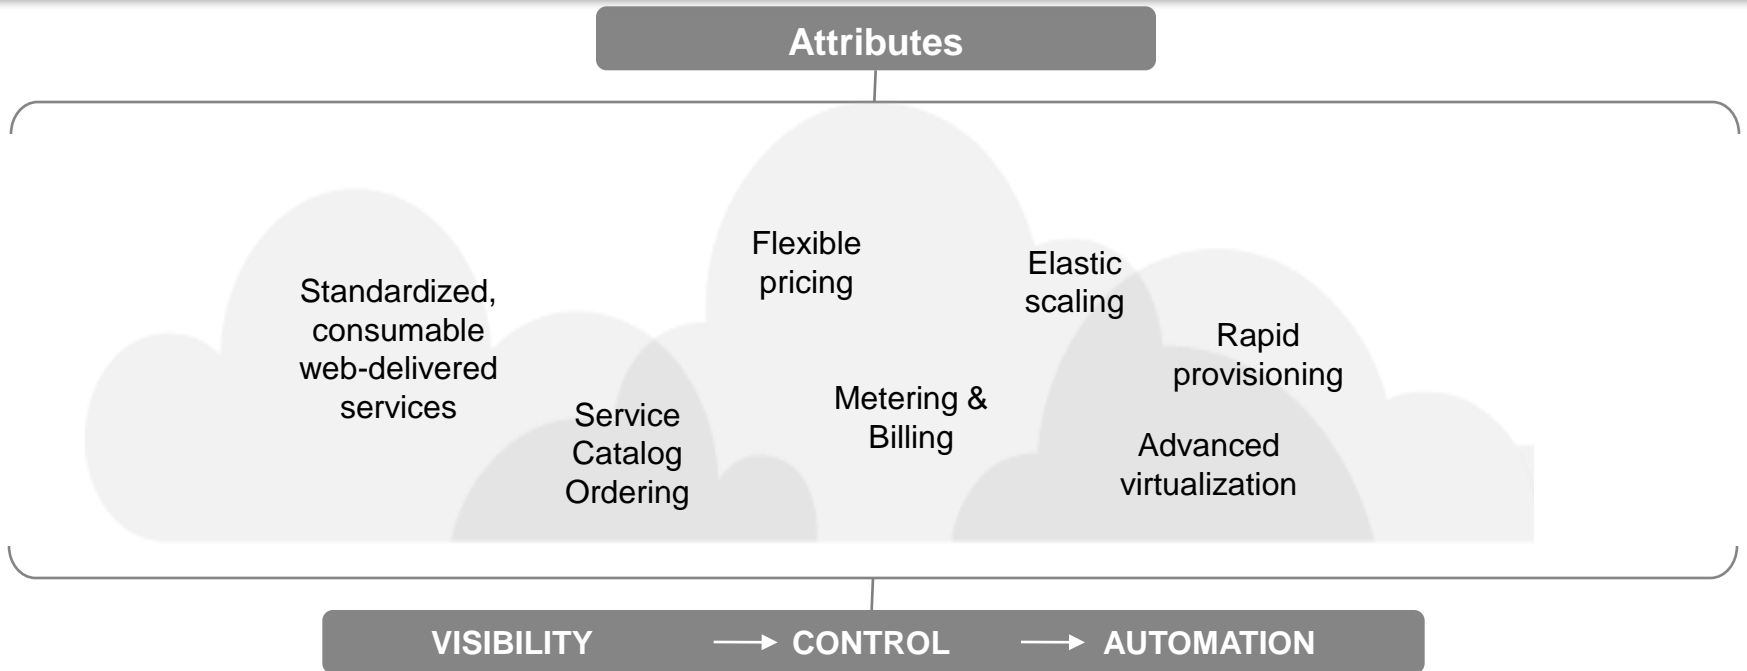 Attributes
Standardized,
consumable
web-delivered
services
Service
Catalog
Ordering
Flexible
pricing
Metering &
Billing
Elastic
scaling
Rapid
provisioning
Advanced
virtualization
VISIBILITY → CONTROL → AUTOMATION